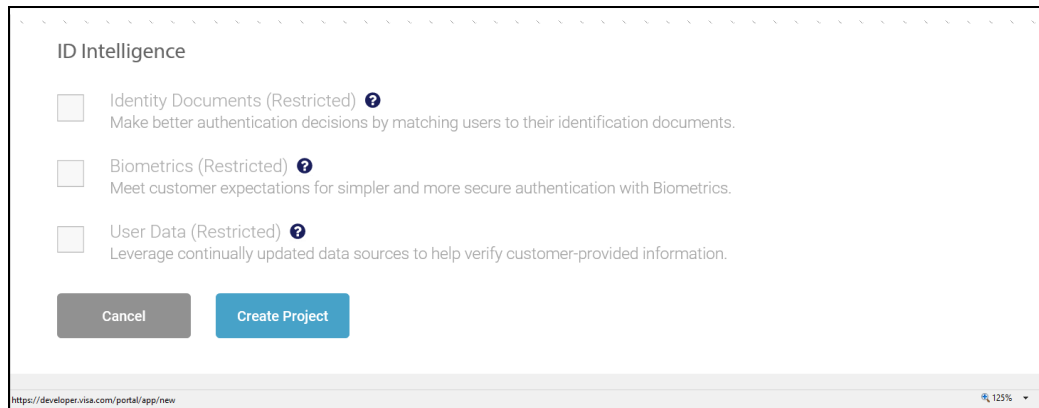 ID Intelligence
Identity Documents (Restricted) ?
Make better authentication decisions by matching users to their identification documents.
Biometrics (Restricted) ?
Meet customer expectations for simpler and more secure authentication with Biometrics.
User Data (Restricted) ?
Leverage continually updated data sources to help verify customer-provided information.
Cancel
Create Project
https://developer.visa.com/portal/app/new
125%